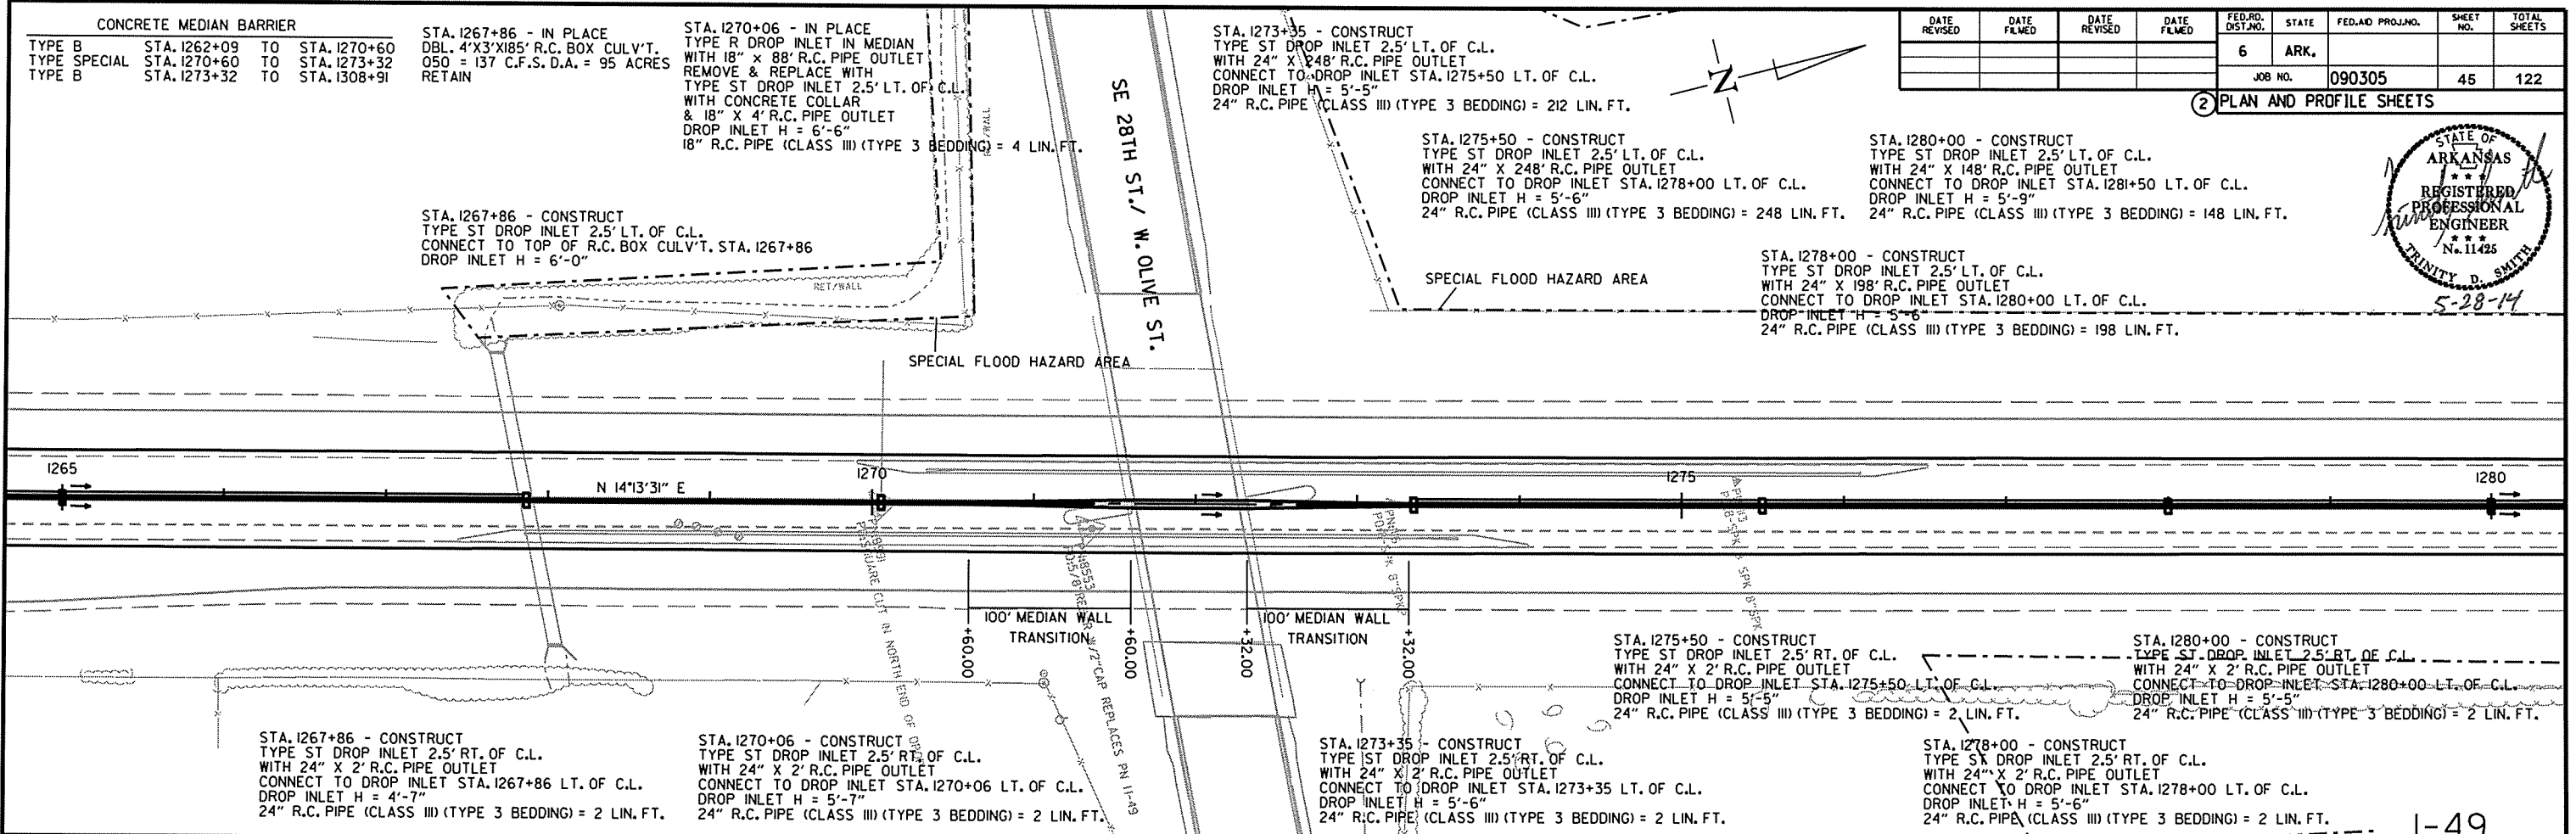 CONCRETE MEDIAN BARRIER
TYPE B STA. 1262+09 TO STA. 1270+60
TYPE SPECIAL STA. 1270+60 TO STA. 1273+32
TYPE B STA. 1273+32 TO STA. 1308+91
STA. 1267+86 - IN PLACE
DBL. 4'X3'X185' R.C. BOX CULV'T.
Q50 = 137 C.F.S. D.A. = 95 ACRES
RETAIN
STA. 1270+06 - IN PLACE
TYPE R DROP INLET IN MEDIAN
WITH 18" x 88' R.C. PIPE OUTLET
REMOVE & REPLACE WITH
TYPE ST DROP INLET 2.5' LT. OF C.L.
WITH CONCRETE COLLAR
& 18" X 4' R.C. PIPE OUTLET
DROP INLET H = 6'-6"
18" R.C. PIPE (CLASS III) (TYPE 3 BEDDING) = 4 LIN. FT.
STA. 1267+86 - CONSTRUCT
TYPE ST DROP INLET 2.5' LT. OF C.L.
CONNECT TO TOP OF R.C. BOX CULV'T. STA. 1267+86
DROP INLET H = 6'-0"
RET/WALL
RET/WALL
SE 28TH ST./ W. OLIVE ST.
STA. 1273+35 - CONSTRUCT
TYPE ST DROP INLET 2.5' LT. OF C.L.
WITH 24" X 248' R.C. PIPE OUTLET
CONNECT TO DROP INLET STA. 1275+50 LT. OF C.L.
DROP INLET H = 5'-5"
24" R.C. PIPE (CLASS III) (TYPE 3 BEDDING) = 212 LIN. FT.
N
DATE REVISED
DATE FILMED
DATE REVISED
DATE FILMED
FED.RD. DIST.NO.
STATE
FED.AID PROJ.NO.
SHEET NO.
TOTAL SHEETS
6 ARK.
JOB NO. 090305 45 122
2 PLAN AND PROFILE SHEETS
STA. 1275+50 - CONSTRUCT
TYPE ST DROP INLET 2.5' LT. OF C.L.
WITH 24" X 248' R.C. PIPE OUTLET
CONNECT TO DROP INLET STA. 1278+00 LT. OF C.L.
DROP INLET H = 5'-6"
24" R.C. PIPE (CLASS III) (TYPE 3 BEDDING) = 248 LIN. FT.
STA. 1280+00 - CONSTRUCT
TYPE ST DROP INLET 2.5' LT. OF C.L.
WITH 24" X 148' R.C. PIPE OUTLET
CONNECT TO DROP INLET STA. 1281+50 LT. OF C.L.
DROP INLET H = 5'-9"
24" R.C. PIPE (CLASS III) (TYPE 3 BEDDING) = 148 LIN. FT.
STATE OF
ARKANSAS
REGISTERED
PROFESSIONAL
ENGINEER
No. 11425
TRINITY D. SMITH
5-28-14
STA. 1278+00 - CONSTRUCT
TYPE ST DROP INLET 2.5' LT. OF C.L.
WITH 24" X 198' R.C. PIPE OUTLET
CONNECT TO DROP INLET STA. 1280+00 LT. OF C.L.
DROP INLET H = 5'-6"
24" R.C. PIPE (CLASS III) (TYPE 3 BEDDING) = 198 LIN. FT.
SPECIAL FLOOD HAZARD AREA
SPECIAL FLOOD HAZARD AREA
1265
N 14°13'31" E
1270
1275
1280
100' MEDIAN WALL
TRANSITION
100' MEDIAN WALL
TRANSITION
+60.00
+60.00
+32.00
+32.00
STA. 1275+50 - CONSTRUCT
TYPE ST DROP INLET 2.5' RT. OF C.L.
WITH 24" X 2' R.C. PIPE OUTLET
CONNECT TO DROP INLET STA. 1275+50 LT. OF C.L.
DROP INLET H = 5'-5"
24" R.C. PIPE (CLASS III) (TYPE 3 BEDDING) = 2 LIN. FT.
STA. 1280+00 - CONSTRUCT
TYPE ST DROP INLET 2.5' RT. OF C.L.
WITH 24" X 2' R.C. PIPE OUTLET
CONNECT TO DROP INLET STA. 1280+00 LT. OF C.L.
DROP INLET H = 5'-5"
24" R.C. PIPE (CLASS III) (TYPE 3 BEDDING) = 2 LIN. FT.
STA. 1267+86 - CONSTRUCT
TYPE ST DROP INLET 2.5' RT. OF C.L.
WITH 24" X 2' R.C. PIPE OUTLET
CONNECT TO DROP INLET STA. 1267+86 LT. OF C.L.
DROP INLET H = 4'-7"
24" R.C. PIPE (CLASS III) (TYPE 3 BEDDING) = 2 LIN. FT.
STA. 1270+06 - CONSTRUCT
TYPE ST DROP INLET 2.5' RT. OF C.L.
WITH 24" X 2' R.C. PIPE OUTLET
CONNECT TO DROP INLET STA. 1270+06 LT. OF C.L.
DROP INLET H = 5'-7"
24" R.C. PIPE (CLASS III) (TYPE 3 BEDDING) = 2 LIN. FT.
STA. 1273+35 - CONSTRUCT
TYPE ST DROP INLET 2.5' RT. OF C.L.
WITH 24" X 2' R.C. PIPE OUTLET
CONNECT TO DROP INLET STA. 1273+35 LT. OF C.L.
DROP INLET H = 5'-6"
24" R.C. PIPE (CLASS III) (TYPE 3 BEDDING) = 2 LIN. FT.
STA. 1278+00 - CONSTRUCT
TYPE ST DROP INLET 2.5' RT. OF C.L.
WITH 24" X 2' R.C. PIPE OUTLET
CONNECT TO DROP INLET STA. 1278+00 LT. OF C.L.
DROP INLET H = 5'-6"
24" R.C. PIPE (CLASS III) (TYPE 3 BEDDING) = 2 LIN. FT.
I-49